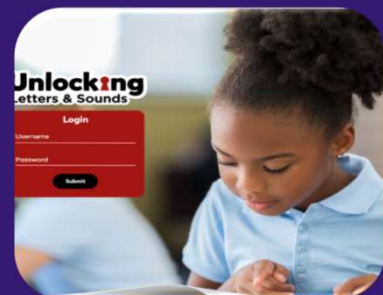 Unlocking
Letters & Sounds
Login
Username
Password
Submit